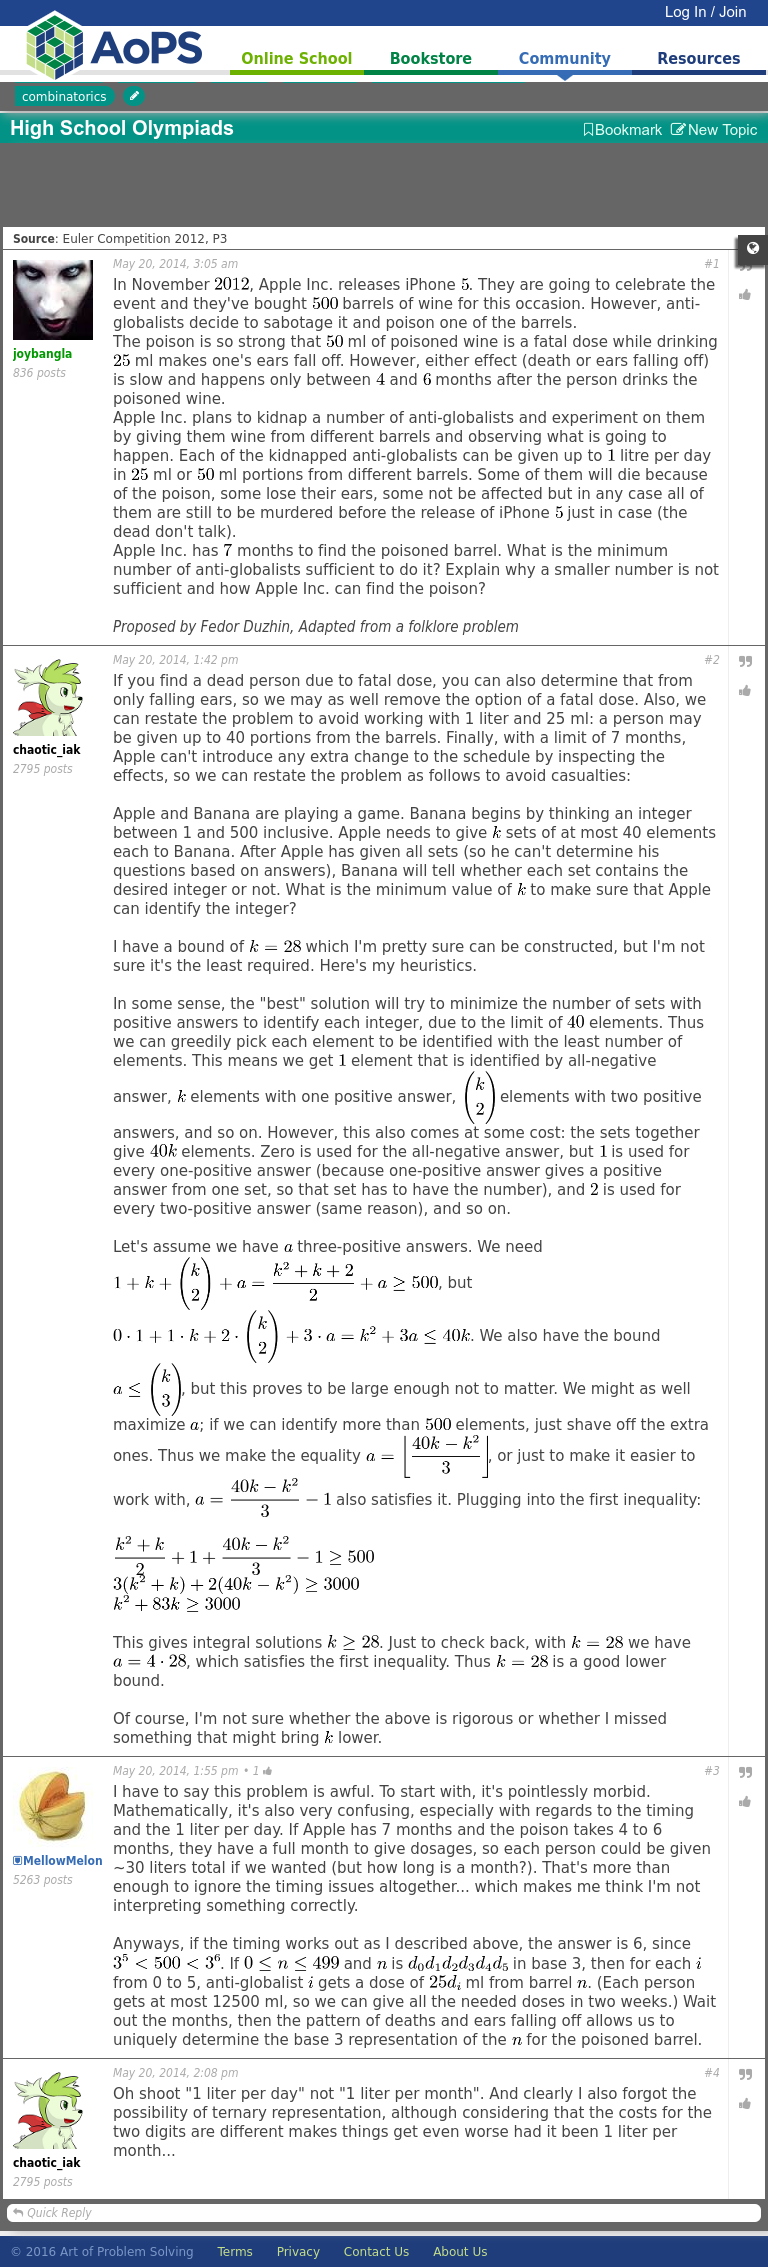 Log In / Join
AoPS
Online School Bookstore Community Resources
combinatorics
High School Olympiads
Bookmark New Topic
Source: Euler Competition 2012, P3
May 20, 2014, 3:05 am #1
joybangla
836 posts
In November 2012, Apple Inc. releases iPhone 5. They are going to celebrate the
event and they've bought 500 barrels of wine for this occasion. However, anti-
globalists decide to sabotage it and poison one of the barrels.
The poison is so strong that 50 ml of poisoned wine is a fatal dose while drinking
25 ml makes one's ears fall off. However, either effect (death or ears falling off)
is slow and happens only between 4 and 6 months after the person drinks the
poisoned wine.
Apple Inc. plans to kidnap a number of anti-globalists and experiment on them
by giving them wine from different barrels and observing what is going to
happen. Each of the kidnapped anti-globalists can be given up to 1 litre per day
in 25 ml or 50 ml portions from different barrels. Some of them will die because
of the poison, some lose their ears, some not be affected but in any case all of
them are still to be murdered before the release of iPhone 5 just in case (the
dead don't talk).
Apple Inc. has 7 months to find the poisoned barrel. What is the minimum
number of anti-globalists sufficient to do it? Explain why a smaller number is not
sufficient and how Apple Inc. can find the poison?
Proposed by Fedor Duzhin, Adapted from a folklore problem
May 20, 2014, 1:42 pm #2
chaotic_iak
2795 posts
If you find a dead person due to fatal dose, you can also determine that from
only falling ears, so we may as well remove the option of a fatal dose. Also, we
can restate the problem to avoid working with 1 liter and 25 ml: a person may
be given up to 40 portions from the barrels. Finally, with a limit of 7 months,
Apple can't introduce any extra change to the schedule by inspecting the
effects, so we can restate the problem as follows to avoid casualties:
Apple and Banana are playing a game. Banana begins by thinking an integer
between 1 and 500 inclusive. Apple needs to give k sets of at most 40 elements
each to Banana. After Apple has given all sets (so he can't determine his
questions based on answers), Banana will tell whether each set contains the
desired integer or not. What is the minimum value of k to make sure that Apple
can identify the integer?
I have a bound of k = 28 which I'm pretty sure can be constructed, but I'm not
sure it's the least required. Here's my heuristics.
In some sense, the "best" solution will try to minimize the number of sets with
positive answers to identify each integer, due to the limit of 40 elements. Thus
we can greedily pick each element to be identified with the least number of
elements. This means we get 1 element that is identified by all-negative
answer, k elements with one positive answer, (k 2) elements with two positive
answers, and so on. However, this also comes at some cost: the sets together
give 40k elements. Zero is used for the all-negative answer, but 1 is used for
every one-positive answer (because one-positive answer gives a positive
answer from one set, so that set has to have the number), and 2 is used for
every two-positive answer (same reason), and so on.
Let's assume we have a three-positive answers. We need
1 + k + (k 2) + a = (k² + k + 2)/2 + a ≥ 500, but
0 · 1 + 1 · k + 2 · (k 2) + 3 · a = k² + 3a ≤ 40k. We also have the bound
a ≤ (k 3), but this proves to be large enough not to matter. We might as well
maximize a; if we can identify more than 500 elements, just shave off the extra
ones. Thus we make the equality a = ⌊(40k − k²)/3⌋, or just to make it easier to
work with, a = (40k − k²)/3 − 1 also satisfies it. Plugging into the first inequality:
(k² + k)/2 + 1 + (40k − k²)/3 − 1 ≥ 500
3(k² + k) + 2(40k − k²) ≥ 3000
k² + 83k ≥ 3000
This gives integral solutions k ≥ 28. Just to check back, with k = 28 we have
a = 4 · 28, which satisfies the first inequality. Thus k = 28 is a good lower
bound.
Of course, I'm not sure whether the above is rigorous or whether I missed
something that might bring k lower.
May 20, 2014, 1:55 pm • 1 #3
MellowMelon
5263 posts
I have to say this problem is awful. To start with, it's pointlessly morbid.
Mathematically, it's also very confusing, especially with regards to the timing
and the 1 liter per day. If Apple has 7 months and the poison takes 4 to 6
months, they have a full month to give dosages, so each person could be given
~30 liters total if we wanted (but how long is a month?). That's more than
enough to ignore the timing issues altogether... which makes me think I'm not
interpreting something correctly.
Anyways, if the timing works out as I described above, the answer is 6, since
3⁵ < 500 < 3⁶. If 0 ≤ n ≤ 499 and n is d₀d₁d₂d₃d₄d₅ in base 3, then for each i
from 0 to 5, anti-globalist i gets a dose of 25dᵢ ml from barrel n. (Each person
gets at most 12500 ml, so we can give all the needed doses in two weeks.) Wait
out the months, then the pattern of deaths and ears falling off allows us to
uniquely determine the base 3 representation of the n for the poisoned barrel.
May 20, 2014, 2:08 pm #4
chaotic_iak
2795 posts
Oh shoot "1 liter per day" not "1 liter per month". And clearly I also forgot the
possibility of ternary representation, although considering that the costs for the
two digits are different makes things get even worse had it been 1 liter per
month...
Quick Reply
© 2016 Art of Problem Solving Terms Privacy Contact Us About Us